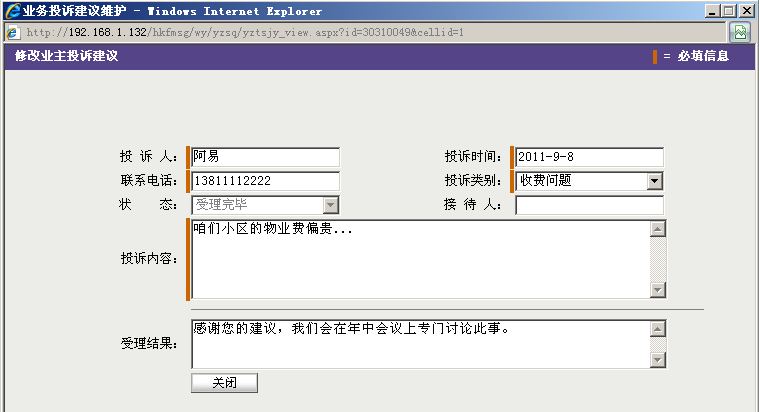 业务投诉建议维护 - Windows Internet Explorer
http://192.168.1.132/hkfmsg/wy/yzsq/yztsjy_view.aspx?id=30310049&cellid=1
修改业主投诉建议 = 必填信息
投 诉 人: 阿易 投诉时间: 2011-9-8
联系电话: 13811112222 投诉类别: 收费问题
状 态: 受理完毕 接 待 人:
投诉内容: 咱们小区的物业费偏贵...
受理结果: 感谢您的建议，我们会在年中会议上专门讨论此事。
关闭